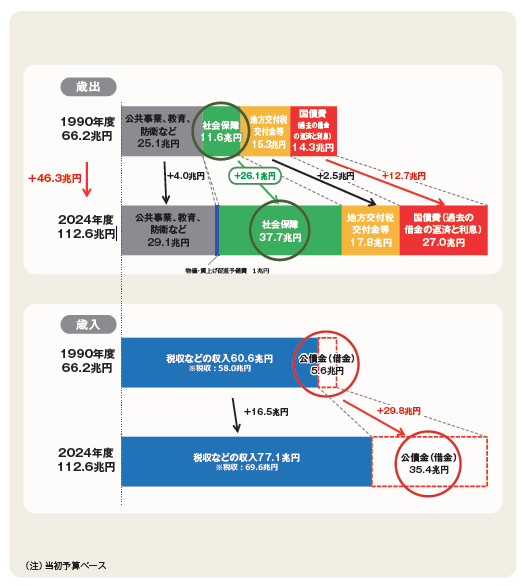 歳出
1990年度
66.2兆円
公共事業、教育、
防衛など
25.1兆円
社会保障
11.6兆円
地方交付税
交付金等
15.3兆円
国債費
(過去の借金
の返済と利息)
14.3兆円
+46.3兆円
+4.0兆円
+26.1兆円
+2.5兆円
+12.7兆円
2024年度
112.6兆円
公共事業、教育、
防衛など
29.1兆円
社会保障
37.7兆円
地方交付税
交付金等
17.8兆円
国債費(過去の
借金の返済と利息)
27.0兆円
物価・賃上げ促進予備費 1兆円
歳入
1990年度
66.2兆円
税収などの収入60.6兆円
※税収:58.0兆円
公債金(借金)
5.6兆円
+16.5兆円
+29.8兆円
2024年度
112.6兆円
税収などの収入77.1兆円
※税収:69.6兆円
公債金(借金)
35.4兆円
(注)当初予算ベース